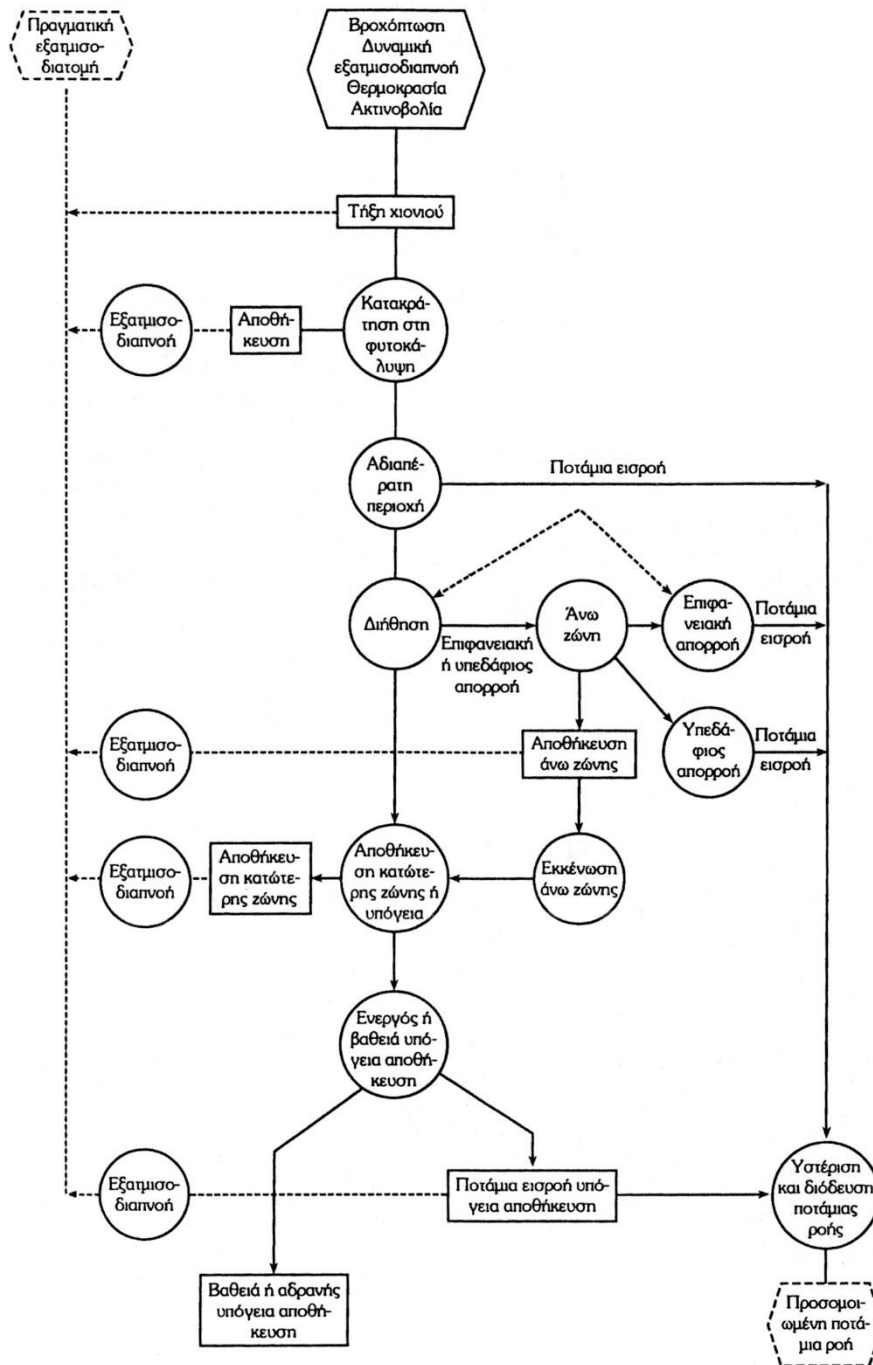 Πραγματική
εξατμισο-
διατομή
Βροχόπτωση
Δυναμική
εξατμισοδιαπνοή
Θερμοκρασία
Ακτινοβολία
Τήξη χιονιού
Εξατμισο-
διαπνοή
Αποθή-
κευση
Κατακρά-
τηση στη
φυτοκά-
λυψη
Αδιαπέ-
ρατη
περιοχή
Ποτάμια εισροή
Διήθηση
Επιφανειακή
ή υπεδάφιος
απορροή
Άνω
ζώνη
Επιφα-
νειακή
απορροή
Ποτάμια
εισροή
Εξατμισο-
διαπνοή
Αποθήκευση
άνω ζώνης
Υπεδά-
φιος
απορροή
Ποτάμια
εισροή
Εξατμισο-
διαπνοή
Αποθήκευ-
ση κατώτε-
ρης ζώνης
Αποθήκευ-
ση κατώτε-
ρης ζώνης ή
υπόγεια
Εκκένωση
άνω ζώνης
Ενεργός ή
βαθειά υπό-
γεια αποθή-
κευση
Εξατμισο-
διαπνοή
Ποτάμια εισροή υπό-
γεια αποθήκευση
Υστέριση
και διόδευση
ποτάμιας
ροής
Βαθειά ή αδρανής
υπόγεια αποθή-
κευση
Προσομοι-
ωμένη ποτά-
μια ροή